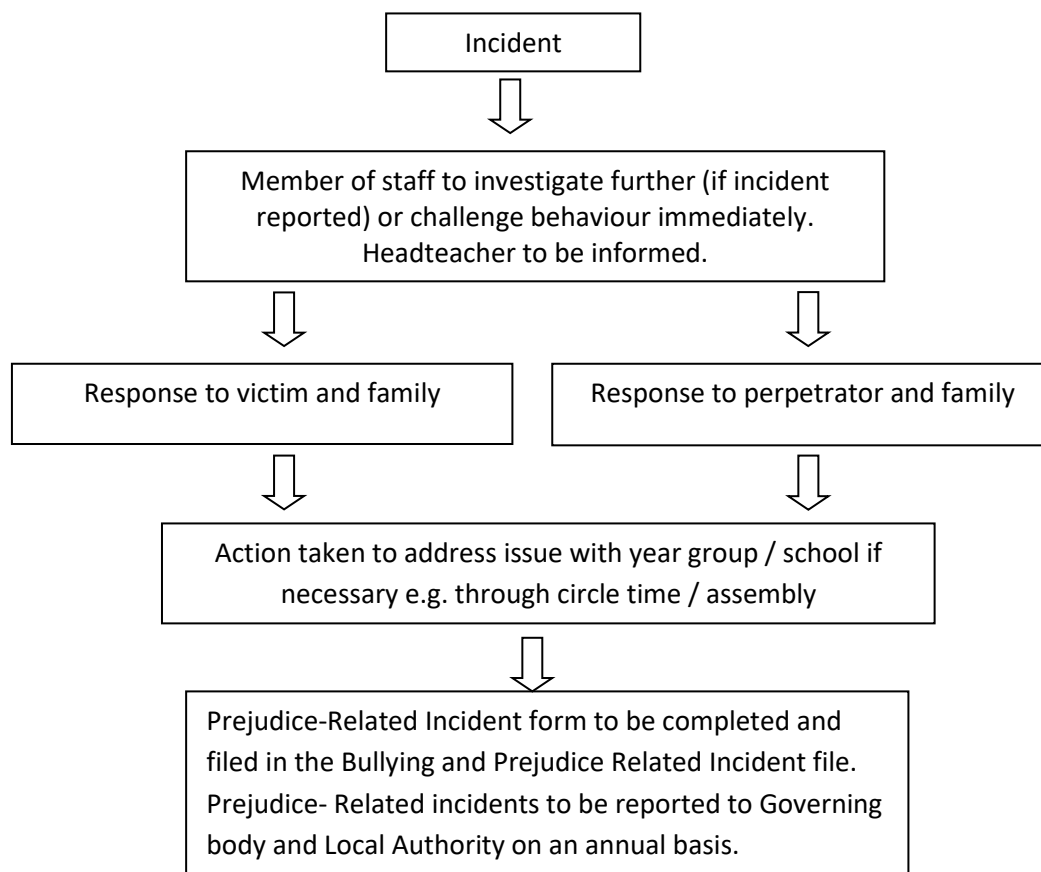 Incident
Member of staff to investigate further (if incident
reported) or challenge behaviour immediately.
Headteacher to be informed.
Response to victim and family
Response to perpetrator and family
Action taken to address issue with year group / school if
necessary e.g. through circle time / assembly
Prejudice-Related Incident form to be completed and
filed in the Bullying and Prejudice Related Incident file.
Prejudice- Related incidents to be reported to Governing
body and Local Authority on an annual basis.